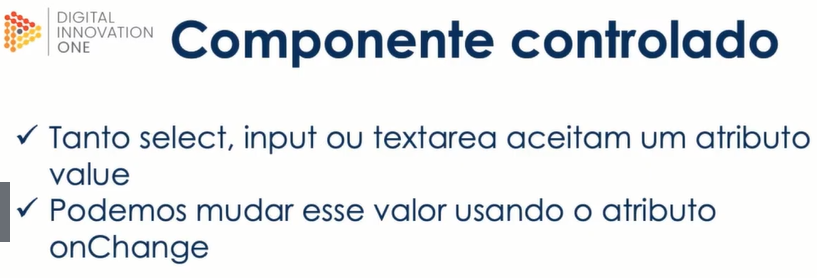 DIGITAL
INNOVATION
ONE
Componente controlado
✓ Tanto select, input ou textarea aceitam um atributo
value
✓ Podemos mudar esse valor usando o atributo
onChange